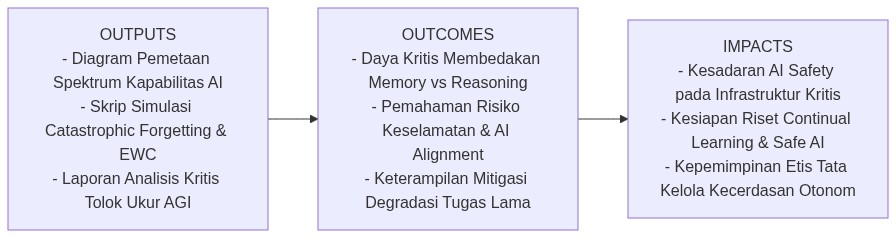 OUTPUTS
- Diagram Pemetaan
Spektrum Kapabilitas AI
- Skrip Simulasi
Catastrophic Forgetting &
EWC
- Laporan Analisis Kritis
Tolok Ukur AGI
OUTCOMES
- Daya Kritis Membedakan
Memory vs Reasoning
- Pemahaman Risiko
Keselamatan & AI
Alignment
- Keterampilan Mitigasi
Degradasi Tugas Lama
IMPACTS
- Kesadaran AI Safety
pada Infrastruktur Kritis
- Kesiapan Riset Continual
Learning & Safe AI
- Kepemimpinan Etis Tata
Kelola Kecerdasan Otonom